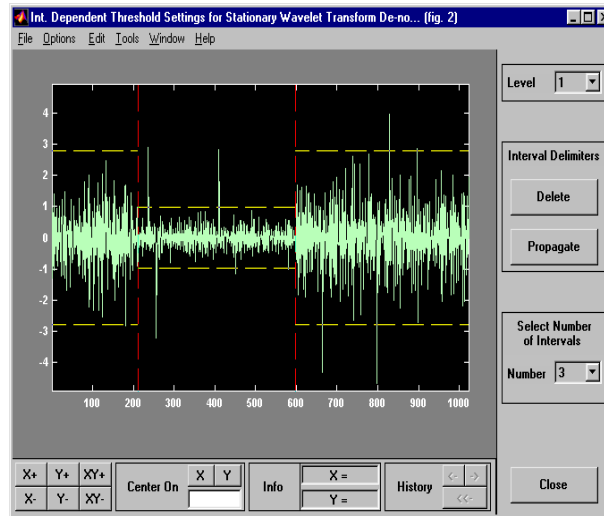 Int. Dependent Threshold Settings for Stationary Wavelet Transform De-no... (fig. 2)
File Options Edit Tools Window Help
Level 1
4
3
2
1
0
-1
-2
-3
-4
100 200 300 400 500 600 700 800 900 1000
Interval Delimiters
Delete
Propagate
Select Number
of Intervals
Number 3
X+ Y+ XY+
X- Y- XY-
Center On X Y
Info X =
Y =
History <- ->
<<-
Close